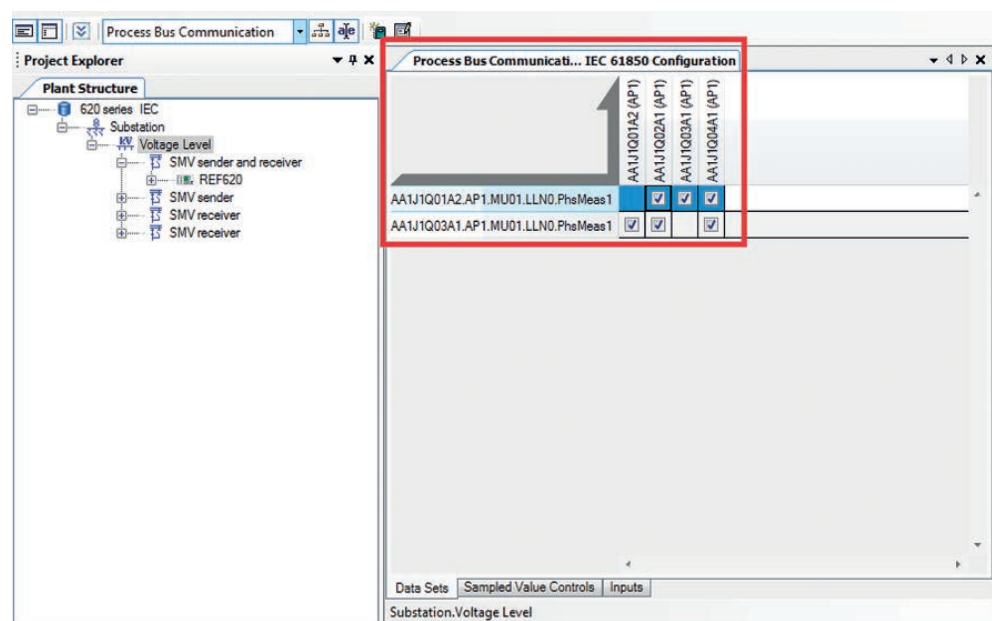 Process Bus Communication
Project Explorer
Plant Structure
620 series IEC
Substation
Voltage Level
SMV sender and receiver
REF620
SMV sender
SMV receiver
SMV receiver
Process Bus Communicati... IEC 61850 Configuration
AA1J1Q01A2 (AP1)
AA1J1Q02A1 (AP1)
AA1J1Q03A1 (AP1)
AA1J1Q04A1 (AP1)
AA1J1Q01A2.AP1.MU01.LLN0.PhsMeas1
AA1J1Q03A1.AP1.MU01.LLN0.PhsMeas1
Data Sets Sampled Value Controls Inputs
Substation.Voltage Level